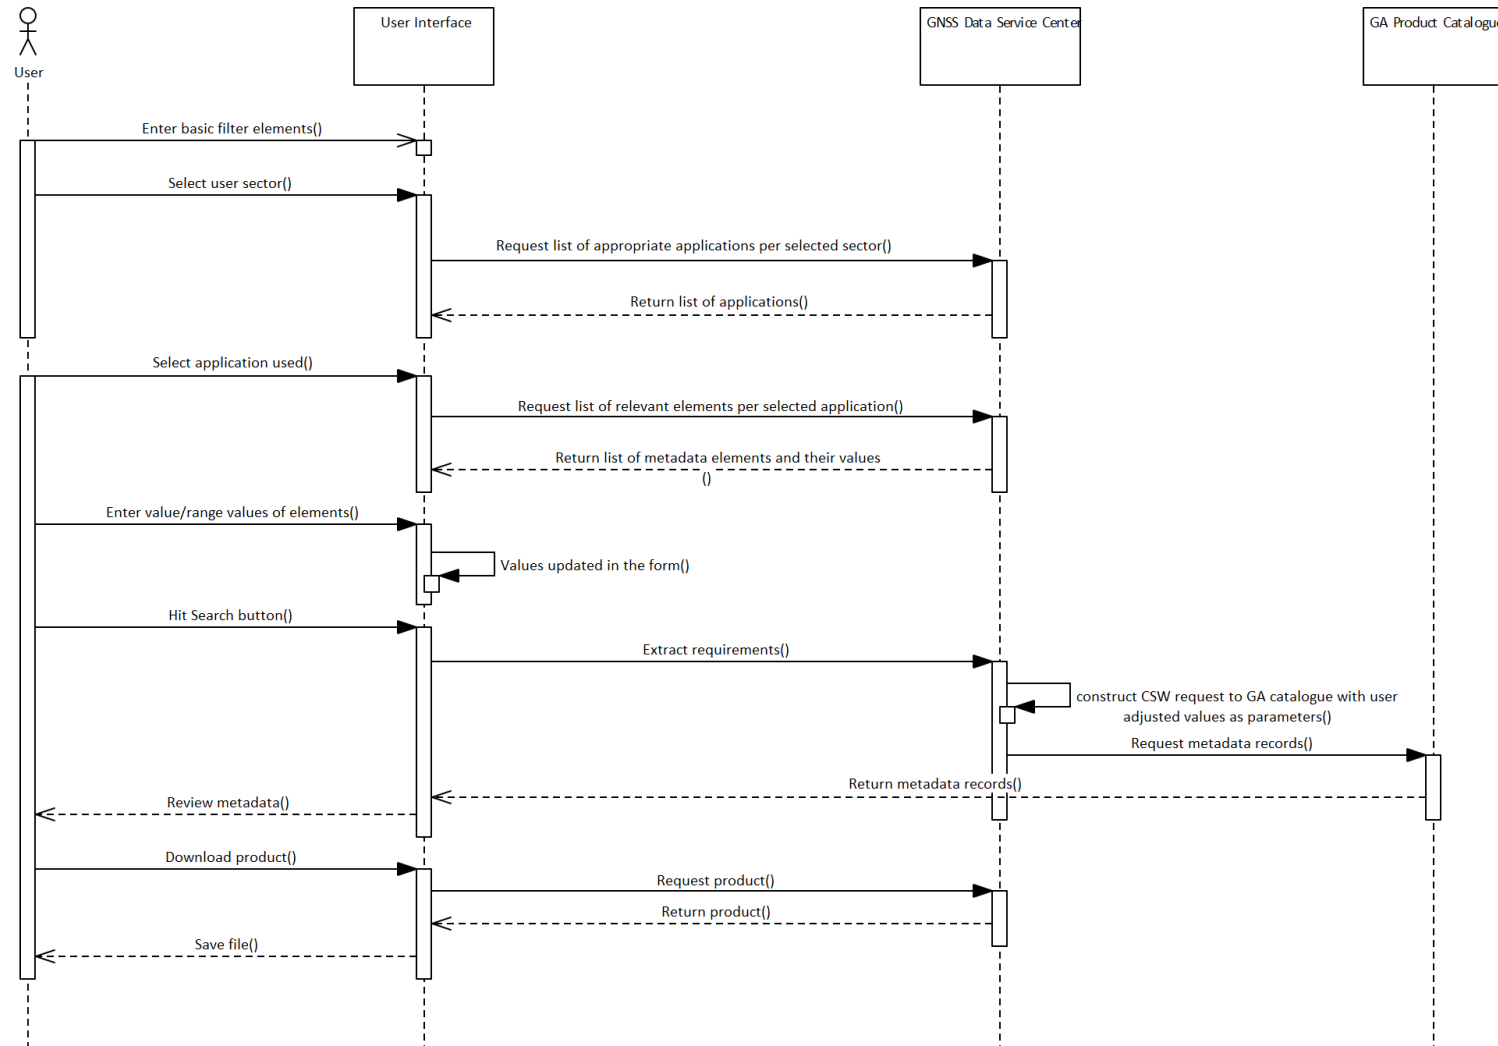 User Interface
GNSS Data Service Center
GA Product Catalogue
User
Enter basic filter elements()
Select user sector()
Request list of appropriate applications per selected sector()
Return list of applications()
Select application used()
Request list of relevant elements per selected application()
Return list of metadata elements and their values
()
Enter value/range values of elements()
Values updated in the form()
Hit Search button()
Extract requirements()
construct CSW request to GA catalogue with user
adjusted values as parameters()
Request metadata records()
Return metadata records()
Review metadata()
Download product()
Request product()
Return product()
Save file()